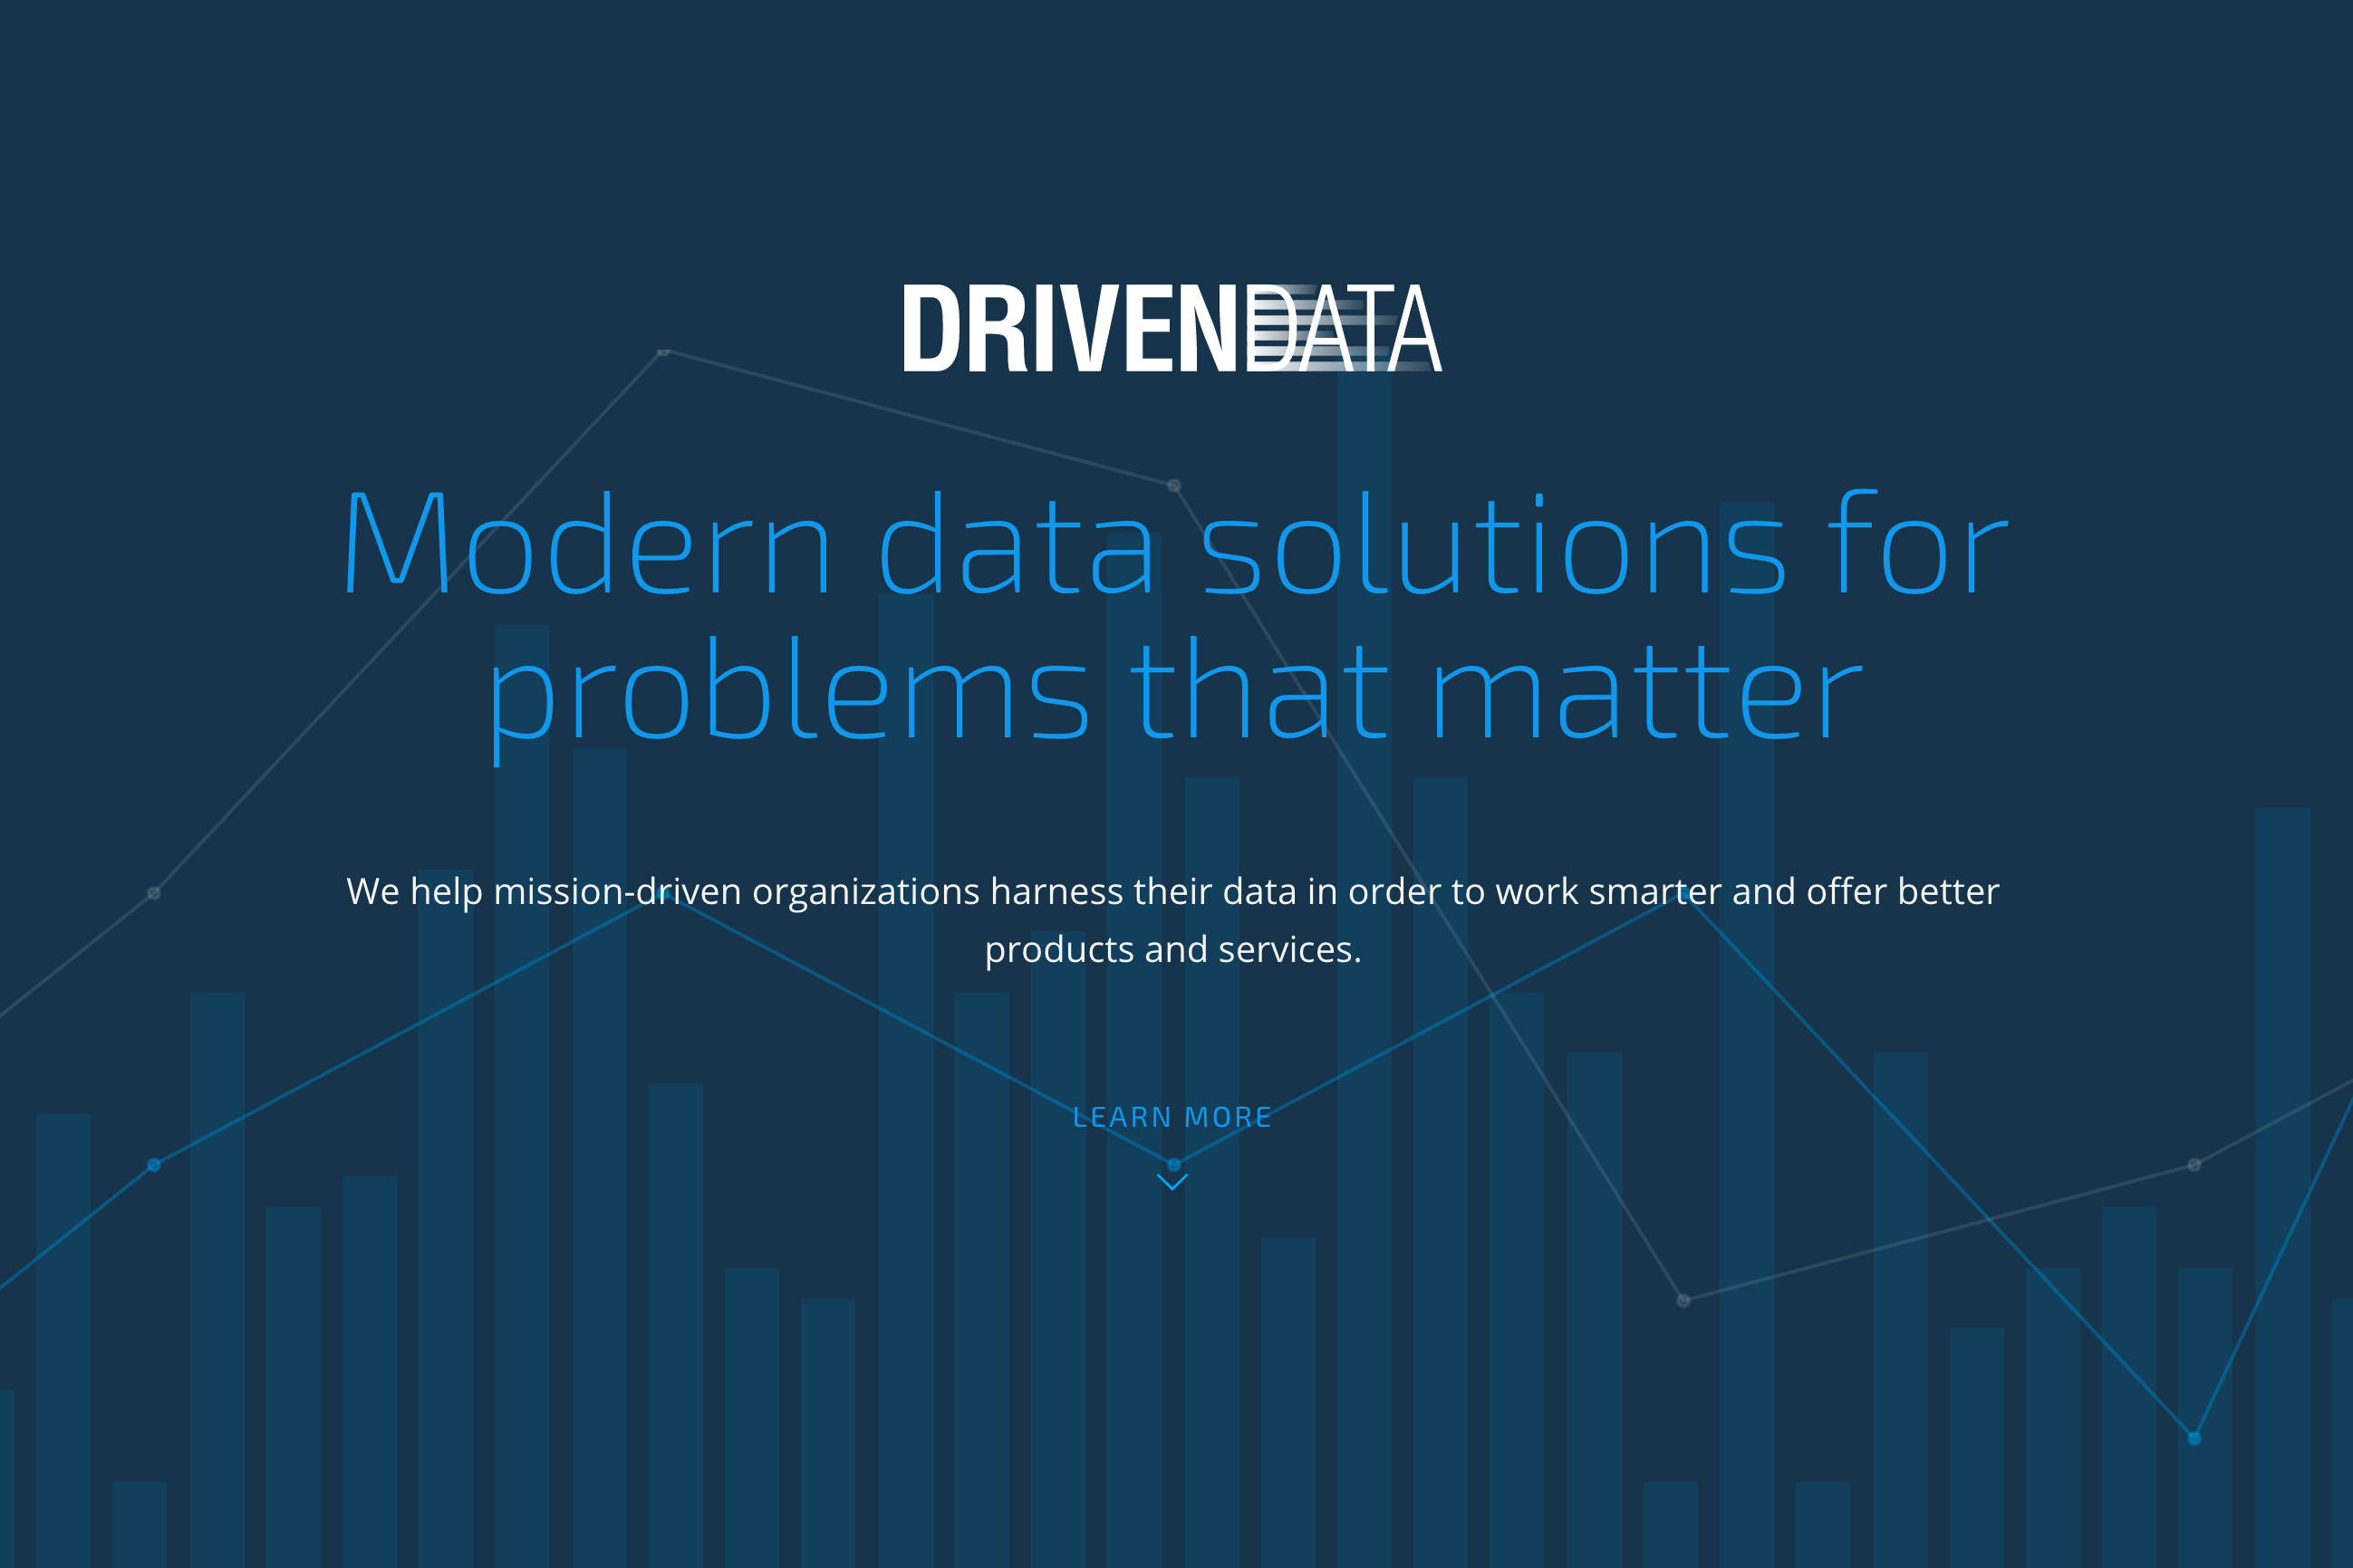 DRIVENDATA
Modern data solutions for
problems that matter
We help mission-driven organizations harness their data in order to work smarter and offer better
products and services.
LEARN MORE